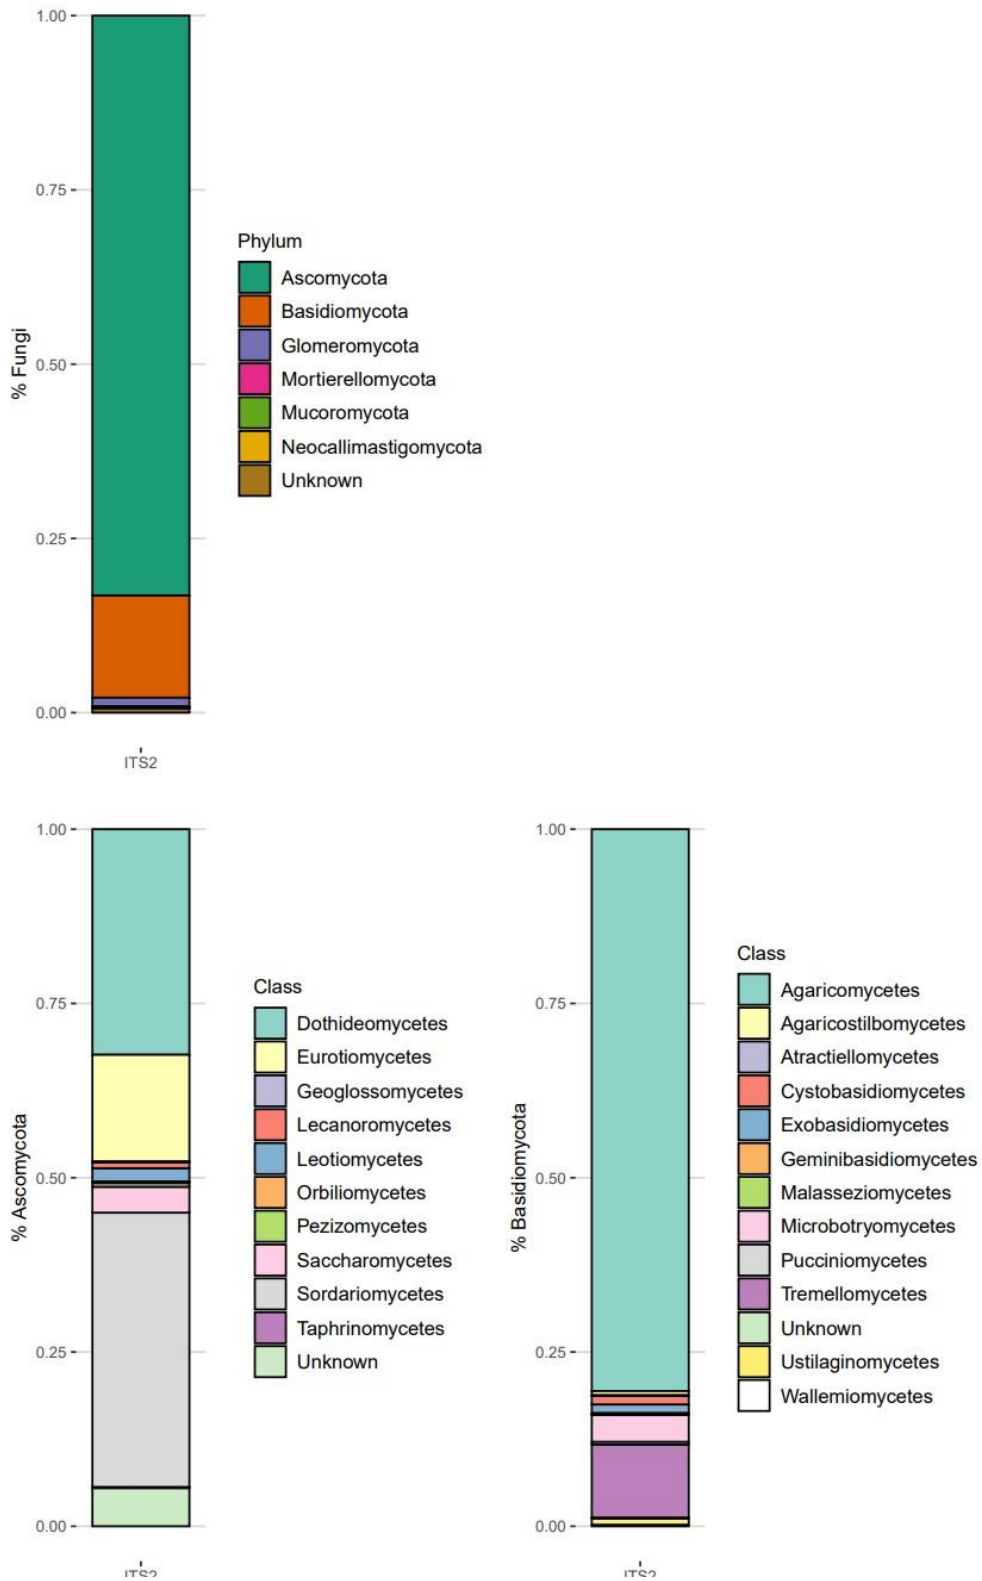 1.00
0.75
0.50
0.25
0.00
% Fungi
ITS2
Phylum
Ascomycota
Basidiomycota
Glomeromycota
Mortierellomycota
Mucoromycota
Neocallimastigomycota
Unknown
1.00
0.75
0.50
0.25
0.00
% Ascomycota
ITS2
Class
Dothideomycetes
Eurotiomycetes
Geoglossomycetes
Lecanoromycetes
Leotiomycetes
Orbiliomycetes
Pezizomycetes
Saccharomycetes
Sordariomycetes
Taphrinomycetes
Unknown
1.00
0.75
0.50
0.25
0.00
% Basidiomycota
ITS2
Class
Agaricomycetes
Agaricostilbomycetes
Atractiellomycetes
Cystobasidiomycetes
Exobasidiomycetes
Geminibasidiomycetes
Malasseziomycetes
Microbotryomycetes
Pucciniomycetes
Tremellomycetes
Unknown
Ustilaginomycetes
Wallemiomycetes